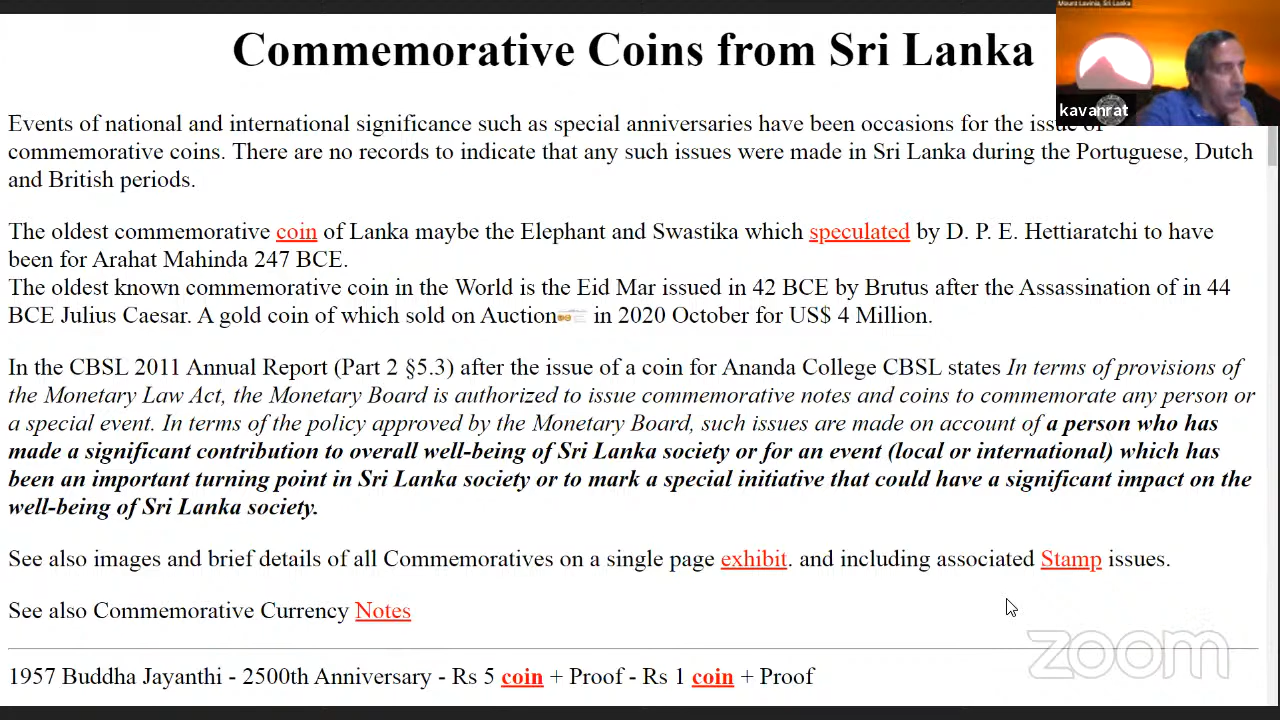 Commemorative Coins from Sri Lanka
Mount Lavinia, Sri Lanka
kavanrat
Events of national and international significance such as special anniversaries have been occasions for the issue of
commemorative coins. There are no records to indicate that any such issues were made in Sri Lanka during the Portuguese, Dutch
and British periods.
The oldest commemorative coin of Lanka maybe the Elephant and Swastika which speculated by D. P. E. Hettiaratchi to have
been for Arahat Mahinda 247 BCE.
The oldest known commemorative coin in the World is the Eid Mar issued in 42 BCE by Brutus after the Assassination of in 44
BCE Julius Caesar. A gold coin of which sold on Auction in 2020 October for US$ 4 Million.
In the CBSL 2011 Annual Report (Part 2 §5.3) after the issue of a coin for Ananda College CBSL states In terms of provisions of
the Monetary Law Act, the Monetary Board is authorized to issue commemorative notes and coins to commemorate any person or
a special event. In terms of the policy approved by the Monetary Board, such issues are made on account of a person who has
made a significant contribution to overall well-being of Sri Lanka society or for an event (local or international) which has
been an important turning point in Sri Lanka society or to mark a special initiative that could have a significant impact on the
well-being of Sri Lanka society.
See also images and brief details of all Commemoratives on a single page exhibit. and including associated Stamp issues.
See also Commemorative Currency Notes
zoom
1957 Buddha Jayanthi - 2500th Anniversary - Rs 5 coin + Proof - Rs 1 coin + Proof